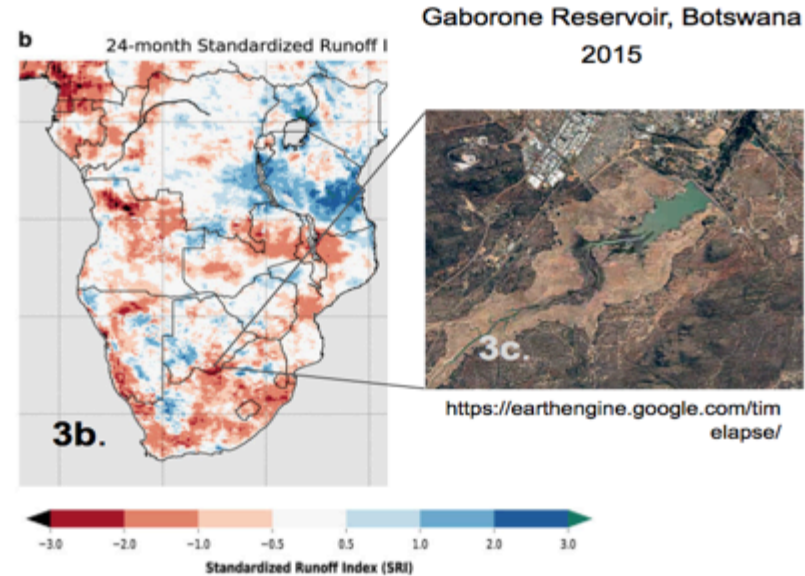 Gaborone Reservoir, Botswana
2015
b
24-month Standardized Runoff I
3b.
3c.
https://earthengine.google.com/tim
elapse/
−3.0 −2.0 −1.0 −0.5 0.5 1.0 2.0 3.0
Standardized Runoff Index (SRI)